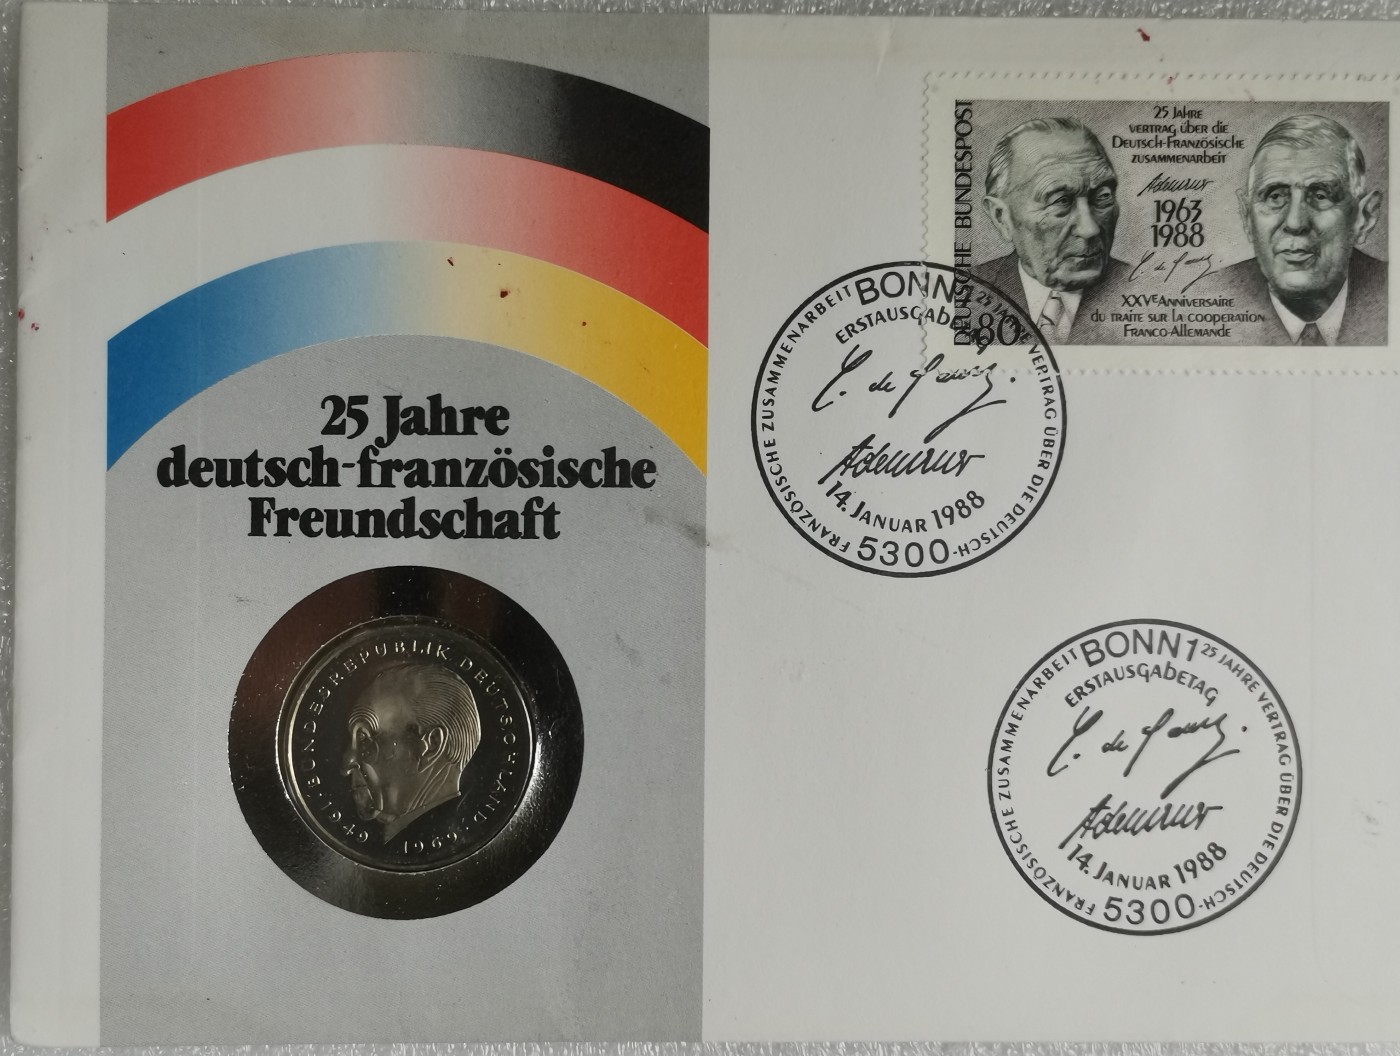 25 Jahre
deutsch-französische
Freundschaft
BUNDESREPUBLIK DEUTSCHLAND
1949
1969
DEUTSCHE BUNDESPOST
80
25 JAHRE
VERTRAG über die
DEUTSCH-FRANZÖSISCHE
ZUSAMMENARBEIT
Adenauer
1963
1988
C. de Gaulle
XXVe ANNIVERSAIRE
du TRAITE SUR LA COOPERATION
FRANCO-ALLEMANDE
BONN 1
25 JAHRE VERTRAG ÜBER DIE DEUTSCH-FRANZÖSISCHE ZUSAMMENARBEIT
ERSTAUSGABETAG
C. de Gaulle
Adenauer
14. JANUAR 1988
5300
BONN 1
25 JAHRE VERTRAG ÜBER DIE DEUTSCH-FRANZÖSISCHE ZUSAMMENARBEIT
ERSTAUSGABETAG
C. de Gaulle
Adenauer
14. JANUAR 1988
5300